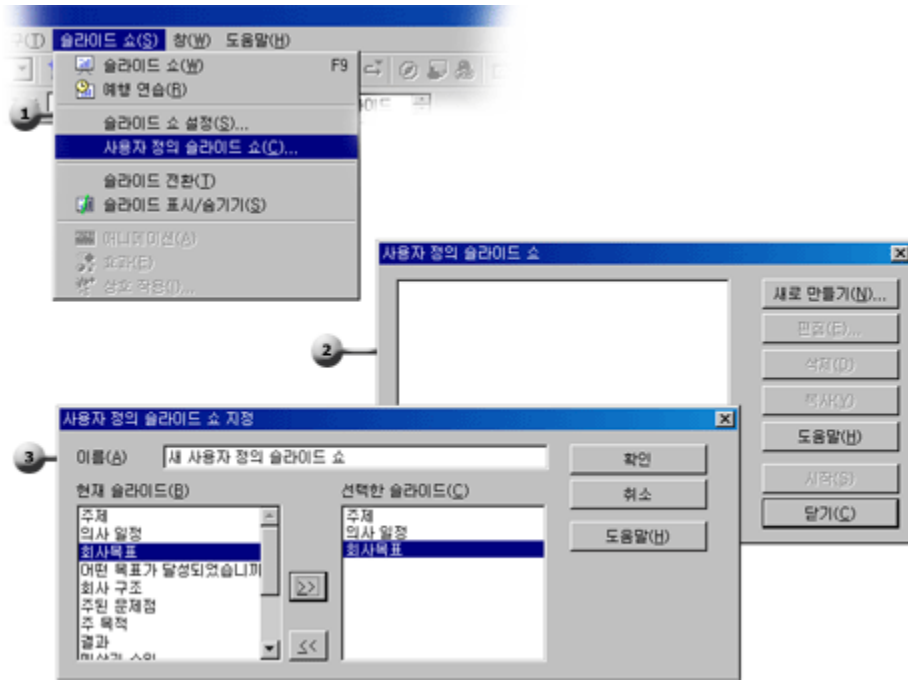 슬라이드 쇼(S) 창(W) 도움말(H)
슬라이드 쇼(W) F9
예행 연습(R)
1
슬라이드 쇼 설정(S)...
사용자 정의 슬라이드 쇼(C)...
슬라이드 전환(T)
슬라이드 표시/숨기기(S)
애니메이션(A)
효과(E)
상호 작용(I)...
사용자 정의 슬라이드 쇼
새로 만들기(N)...
편집(E)...
2
삭제(D)
복사(Y)
도움말(H)
시작(S)
닫기(C)
사용자 정의 슬라이드 쇼 지정
3
이름(A) 새 사용자 정의 슬라이드 쇼
확인
현재 슬라이드(B) 선택한 슬라이드(C)
취소
주제 주제
의사 일정 의사 일정
회사목표 회사목표
도움말(H)
어떤 목표가 달성되었습니까
회사 구조
>>
주된 문제점
주 목적
결과
<<